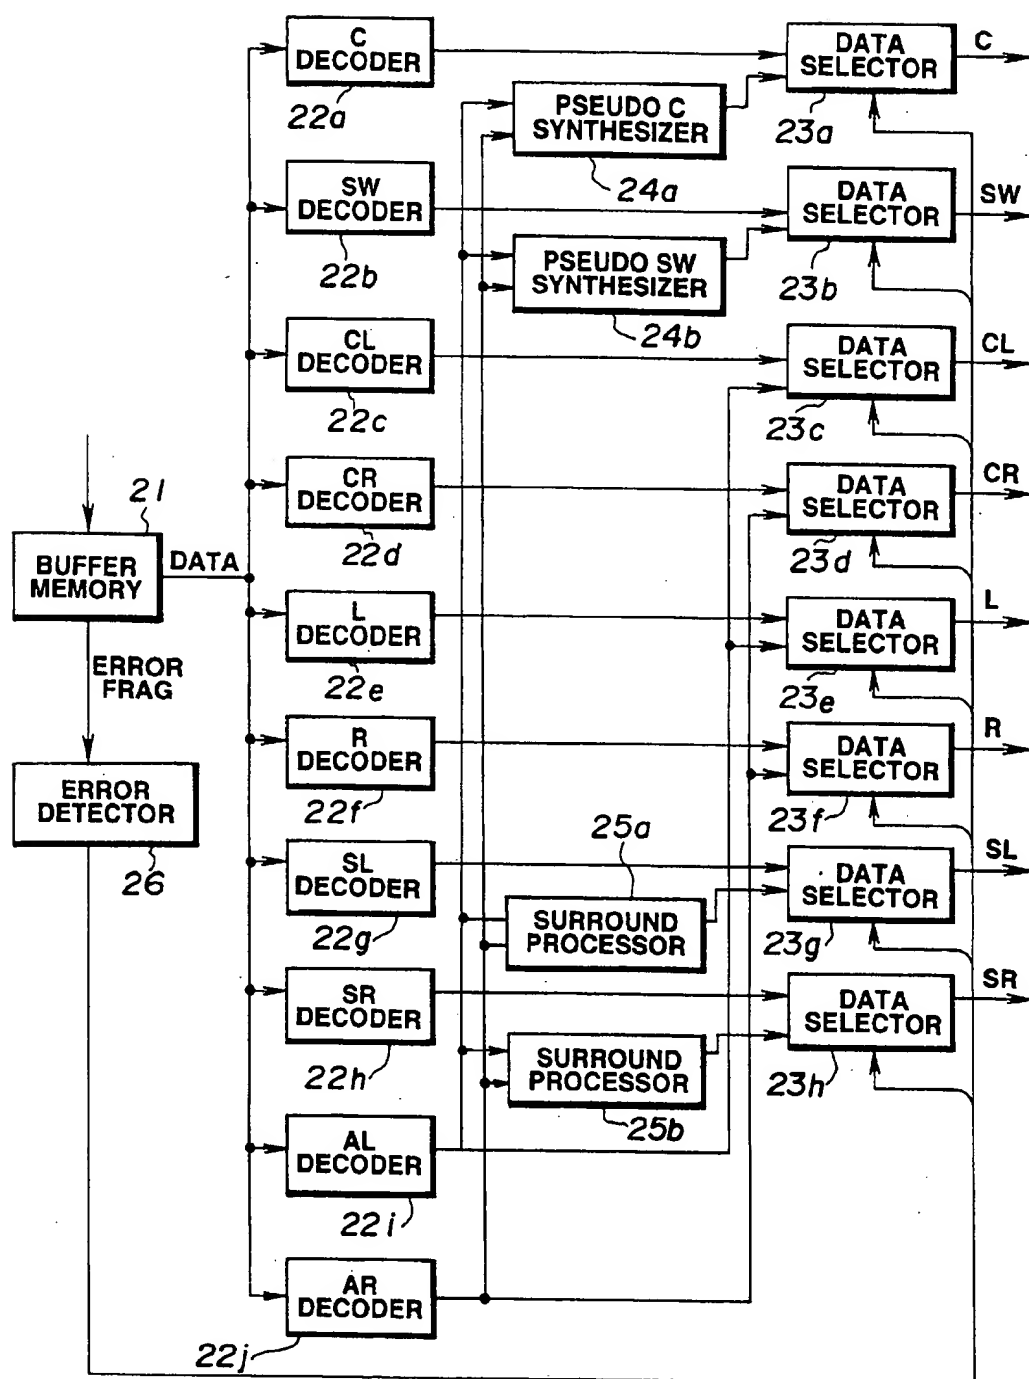 C
DECODER
22a
PSEUDO C
SYNTHESIZER
24a
DATA
SELECTOR
23a
C
SW
DECODER
22b
PSEUDO SW
SYNTHESIZER
24b
DATA
SELECTOR
23b
SW
CL
DECODER
22c
DATA
SELECTOR
23c
CL
CR
DECODER
22d
DATA
SELECTOR
23d
CR
21
BUFFER
MEMORY
DATA
ERROR
FRAG
ERROR
DETECTOR
26
L
DECODER
22e
DATA
SELECTOR
23e
L
R
DECODER
22f
DATA
SELECTOR
23f
R
SL
DECODER
22g
25a
SURROUND
PROCESSOR
DATA
SELECTOR
23g
SL
SR
DECODER
22h
SURROUND
PROCESSOR
25b
DATA
SELECTOR
23h
SR
AL
DECODER
22i
AR
DECODER
22j